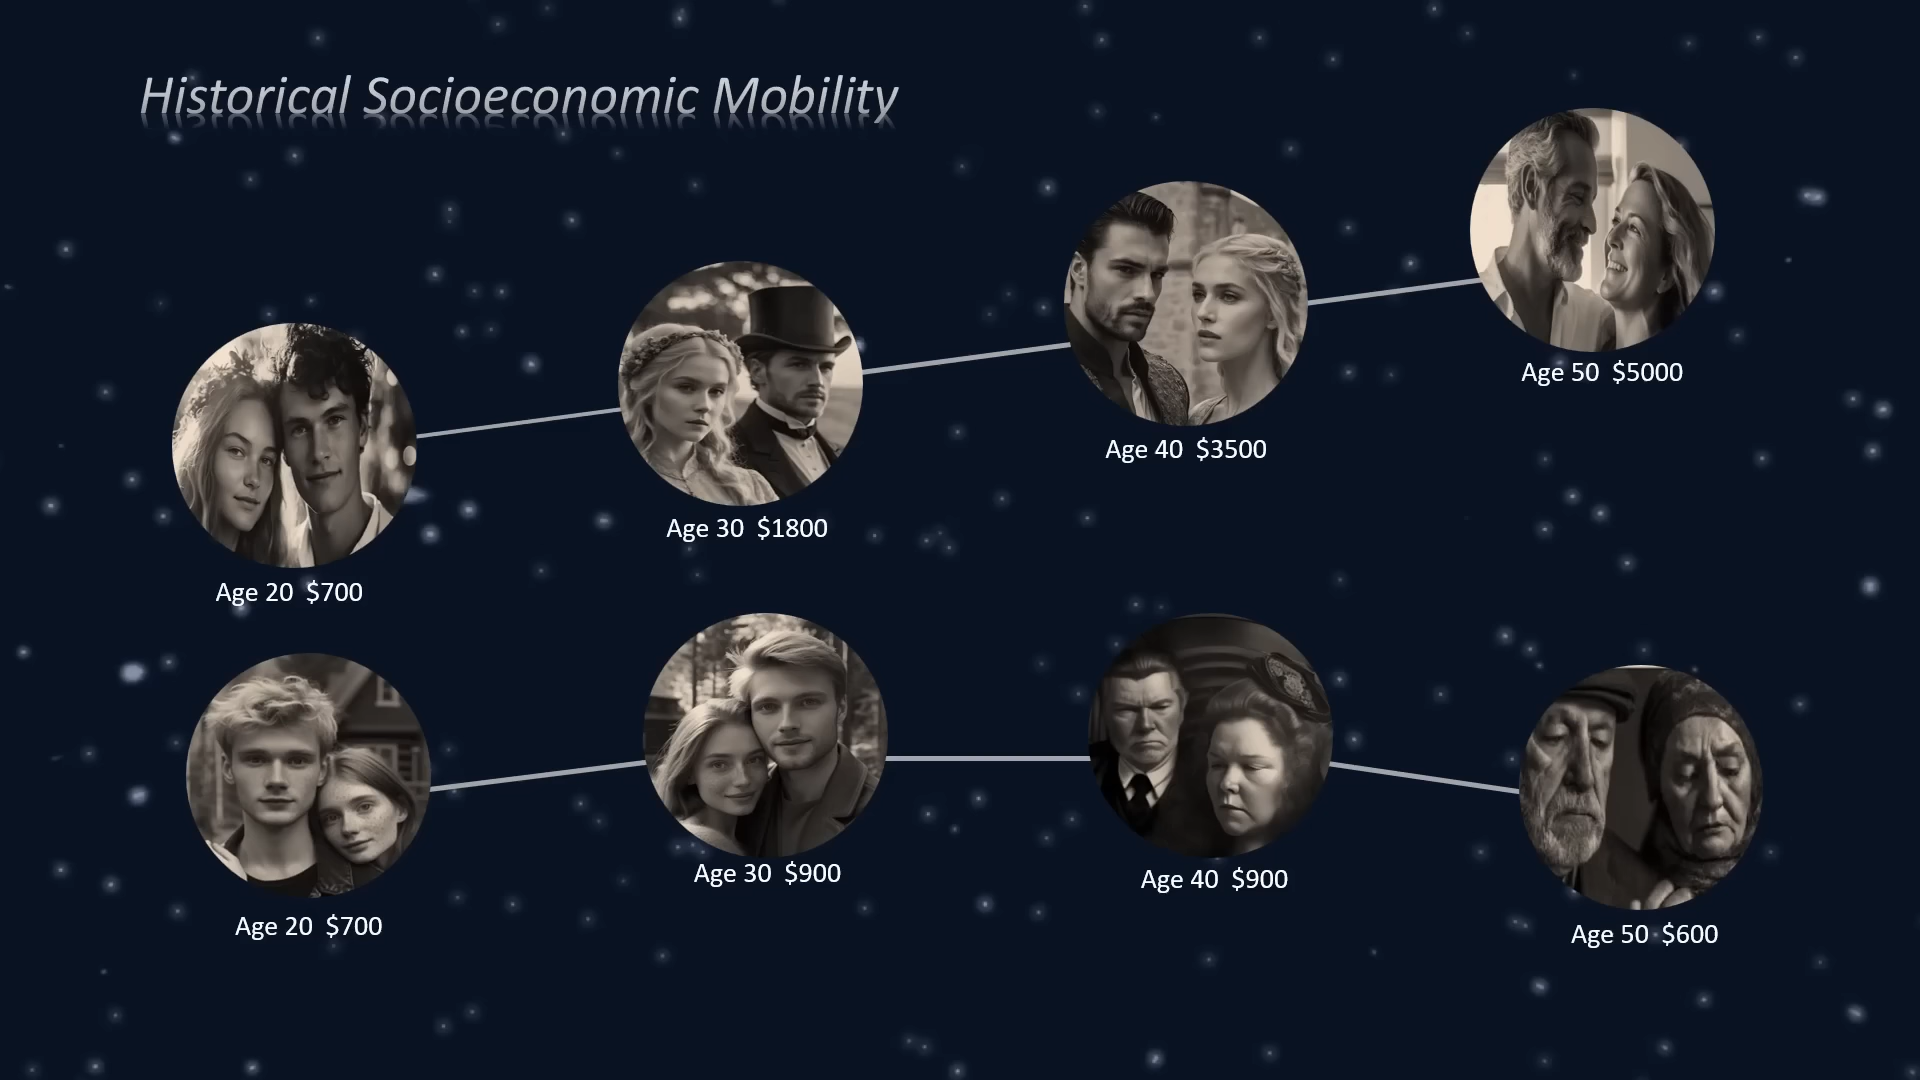 Historical Socioeconomic Mobility
Age 20  $700
Age 30  $1800
Age 40  $3500
Age 50  $5000
Age 20  $700
Age 30  $900
Age 40  $900
Age 50  $600